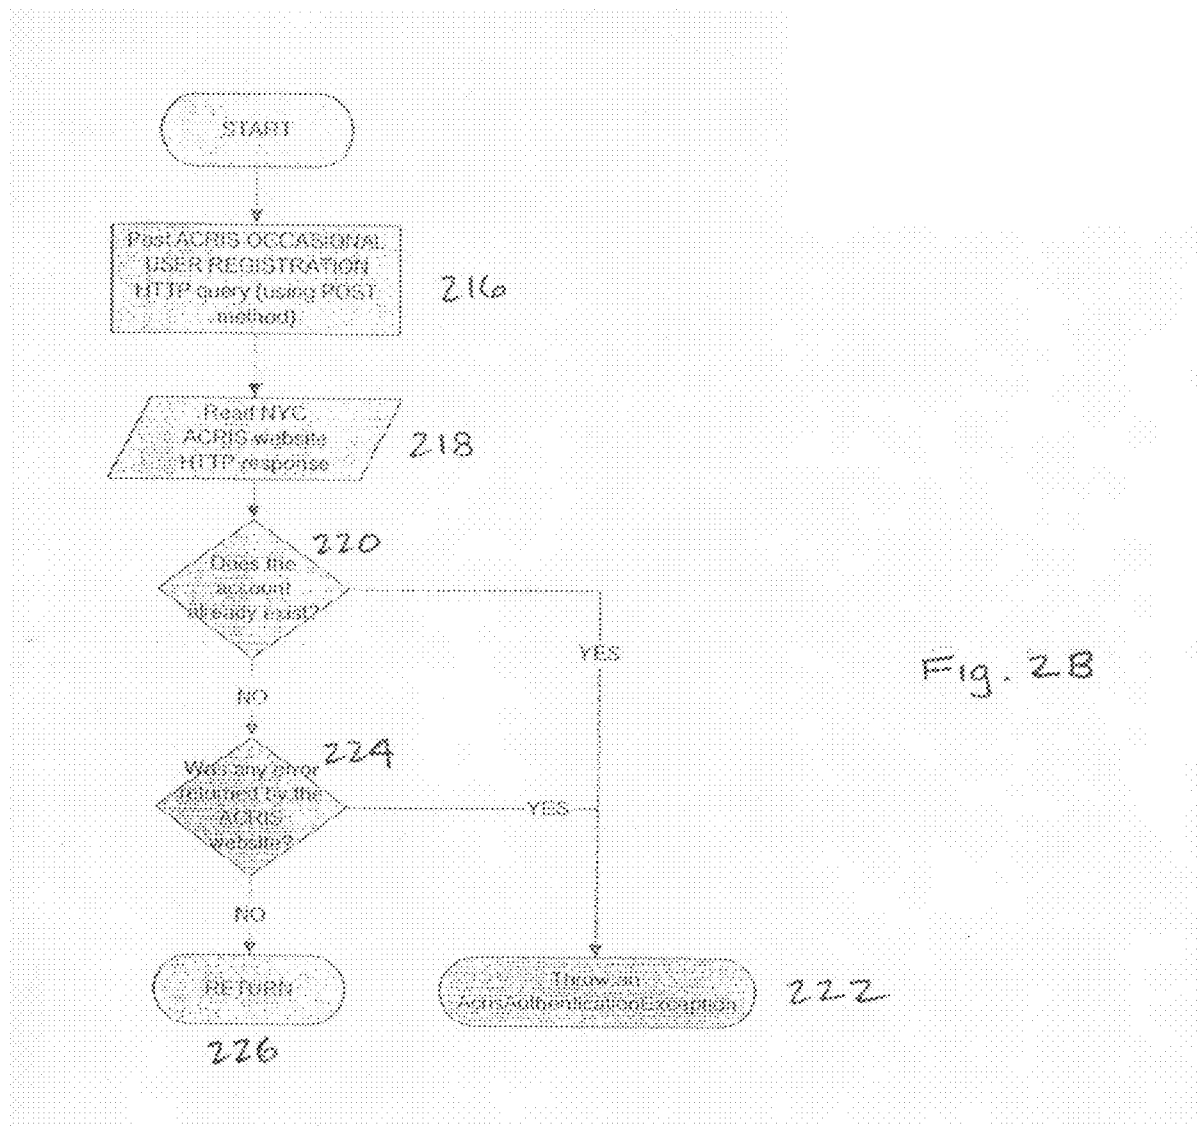 START
Post ACRIS OCCASIONAL
USER REGISTRATION
HTTP query (using POST
method)
216
Read NYC
ACRIS website
HTTP response
218
220
Does the
account
already exist?
YES
Fig. 2B
NO
224
Was any error
returned by the
ACRIS
website?
YES
NO
RETURN
Throw an
AcrisAuthenticationException
222
226